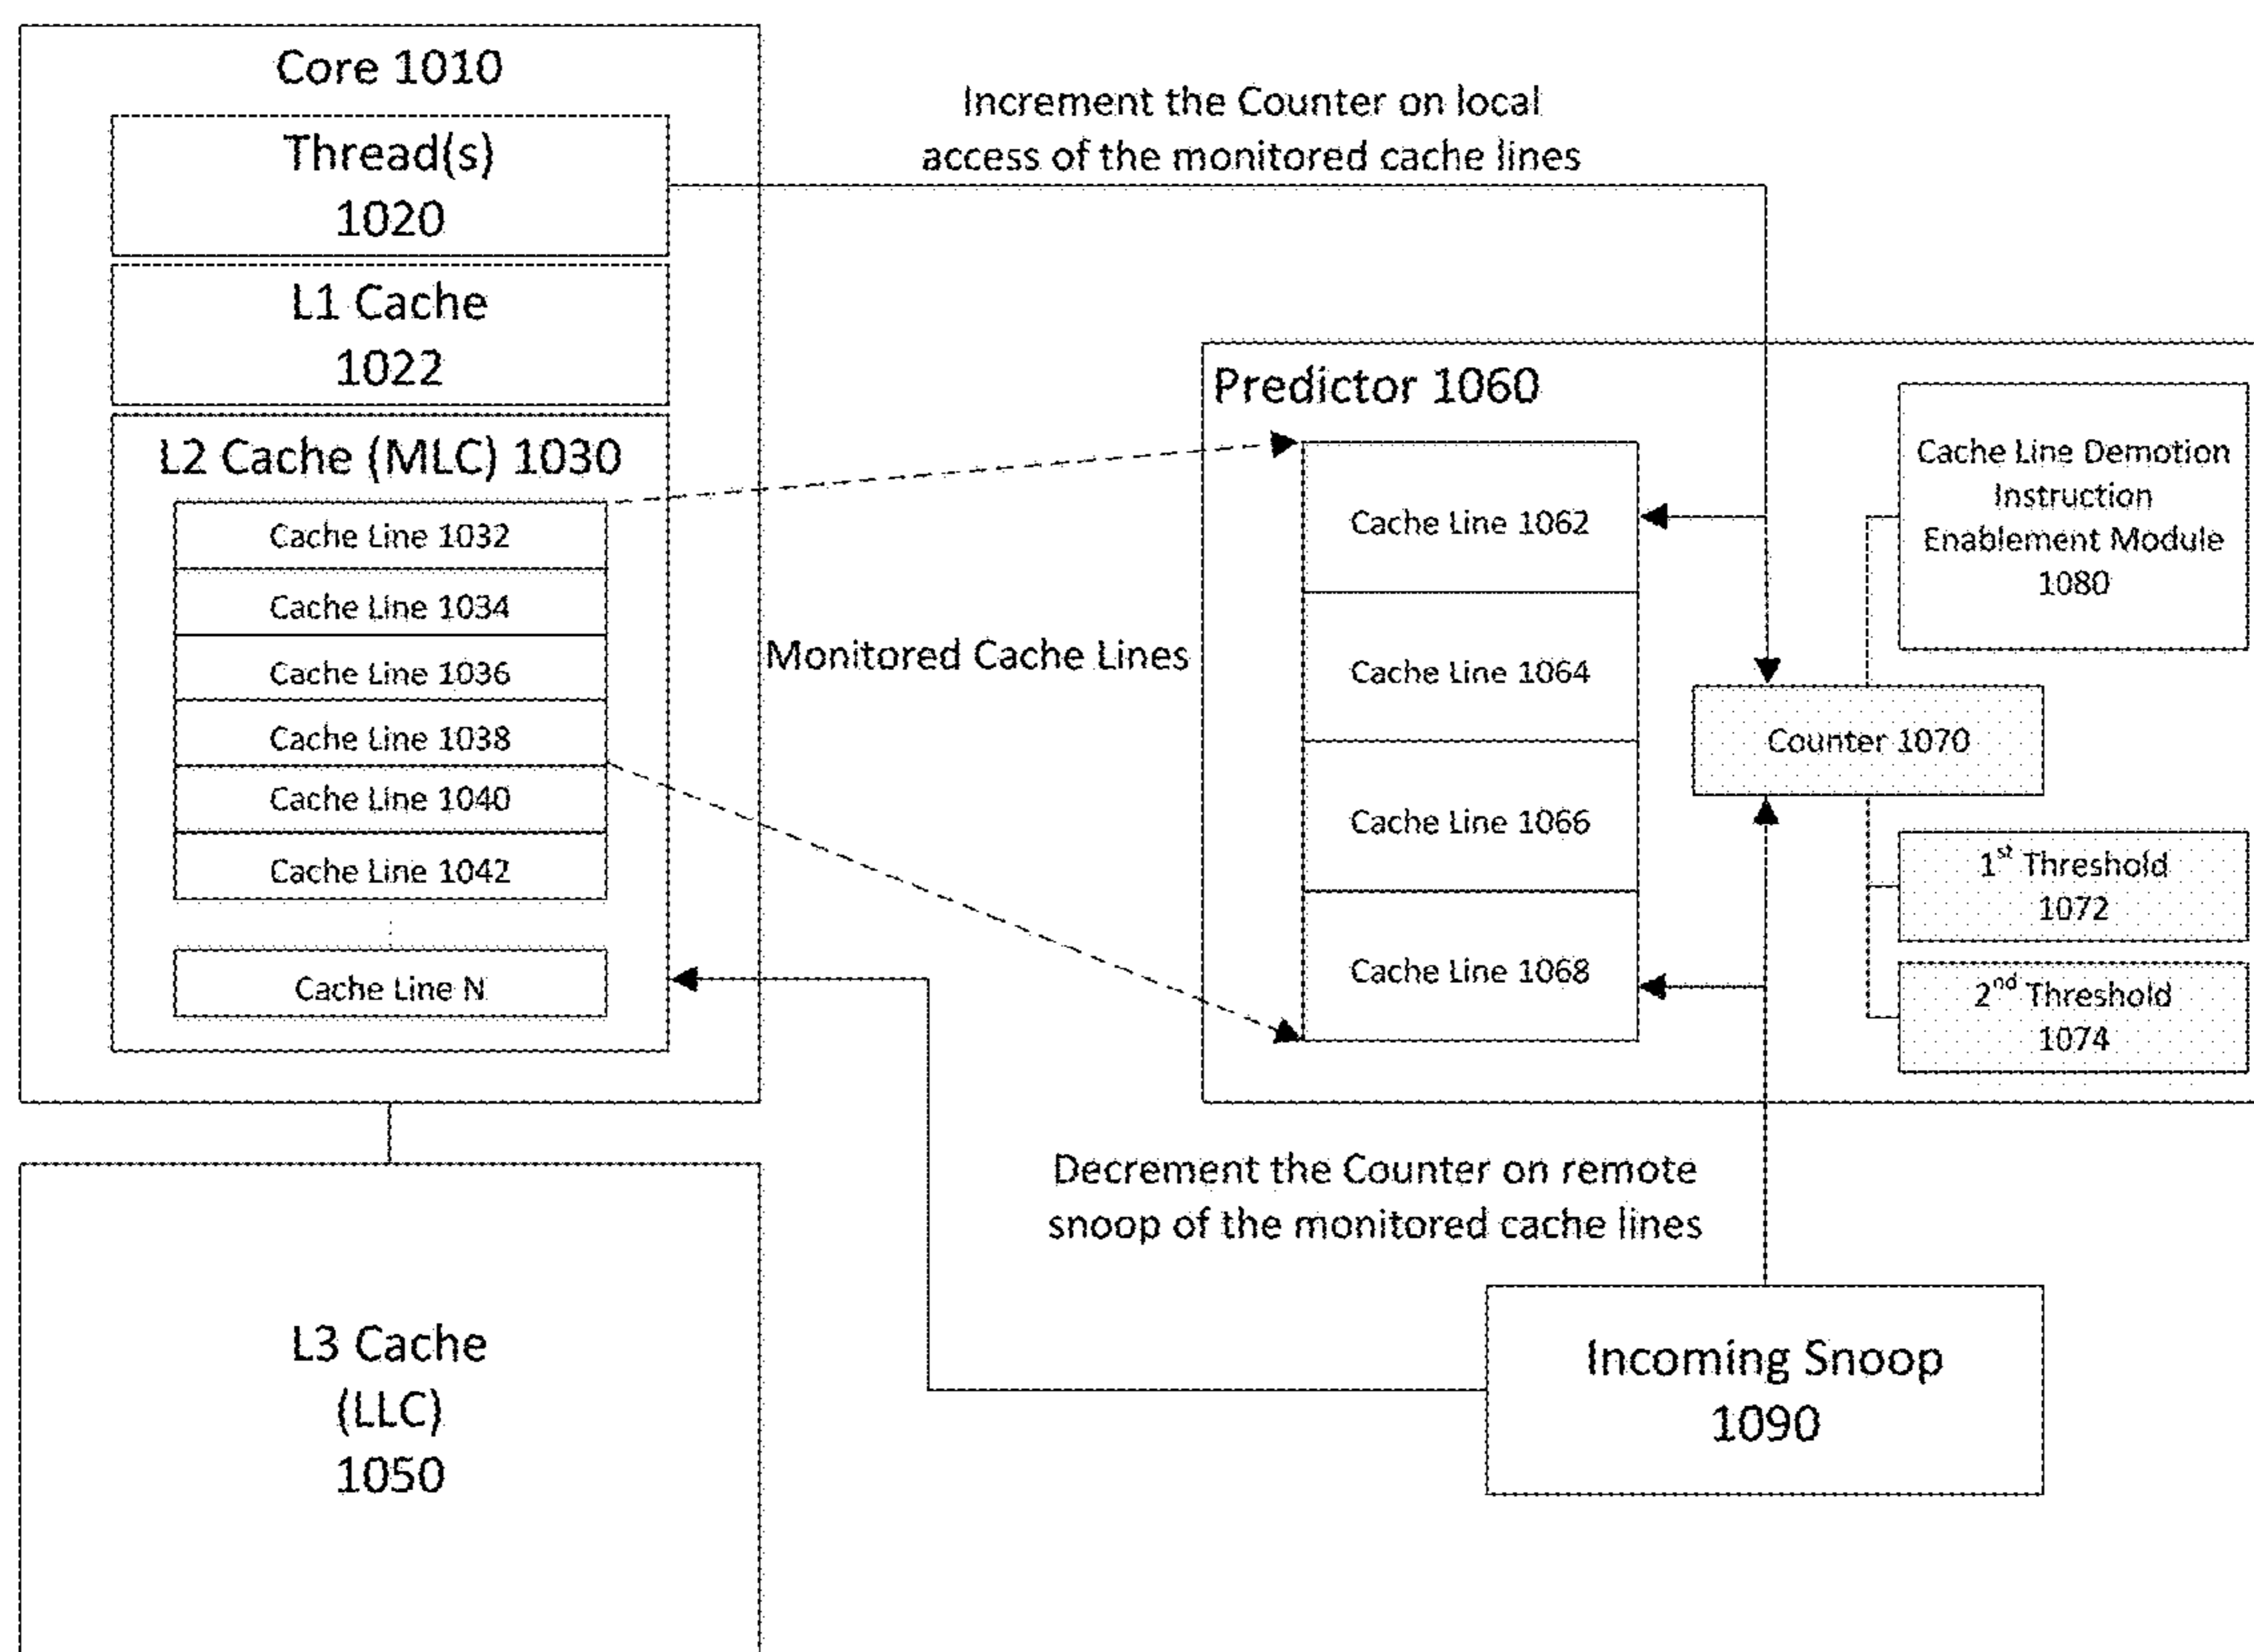 Core 1010
Thread(s)
1020
L1 Cache
1022
L2 Cache (MLC) 1030
Cache Line 1032
Cache Line 1034
Cache Line 1036
Cache Line 1038
Cache Line 1040
Cache Line 1042
Cache Line N
L3 Cache
(LLC)
1050
Increment the Counter on local
access of the monitored cache lines
Monitored Cache Lines
Predictor 1060
Cache Line 1062
Cache Line 1064
Cache Line 1066
Cache Line 1068
Cache Line Demotion
Instruction
Enablement Module
1080
Counter 1070
1st Threshold
1072
2nd Threshold
1074
Decrement the Counter on remote
snoop of the monitored cache lines
Incoming Snoop
1090